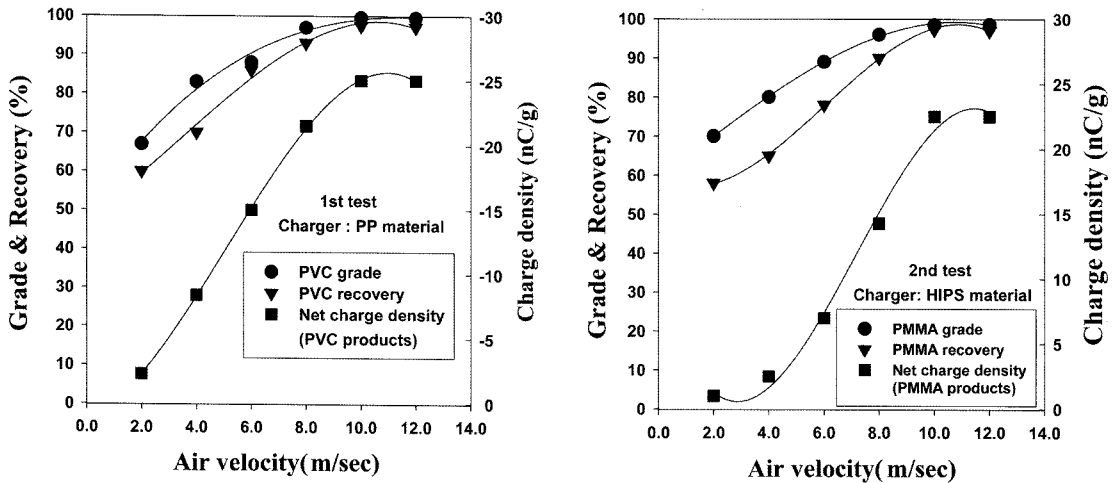 100
90
80
70
60
50
40
30
20
10
0
Grade & Recovery (%)
-30
-25
-20
-15
-10
-5
0
Charge density (nC/g)
1st test
Charger : PP material
PVC grade
PVC recovery
Net charge density
(PVC products)
0.0 2.0 4.0 6.0 8.0 10.0 12.0 14.0
Air velocity( m/sec)
100
90
80
70
60
50
40
30
20
10
0
Grade & Recovery (%)
30
25
20
15
10
5
0
Charge density (nC/g)
2nd test
Charger: HIPS material
PMMA grade
PMMA recovery
Net charge density
(PMMA products)
0.0 2.0 4.0 6.0 8.0 10.0 12.0 14.0
Air velocity( m/sec)